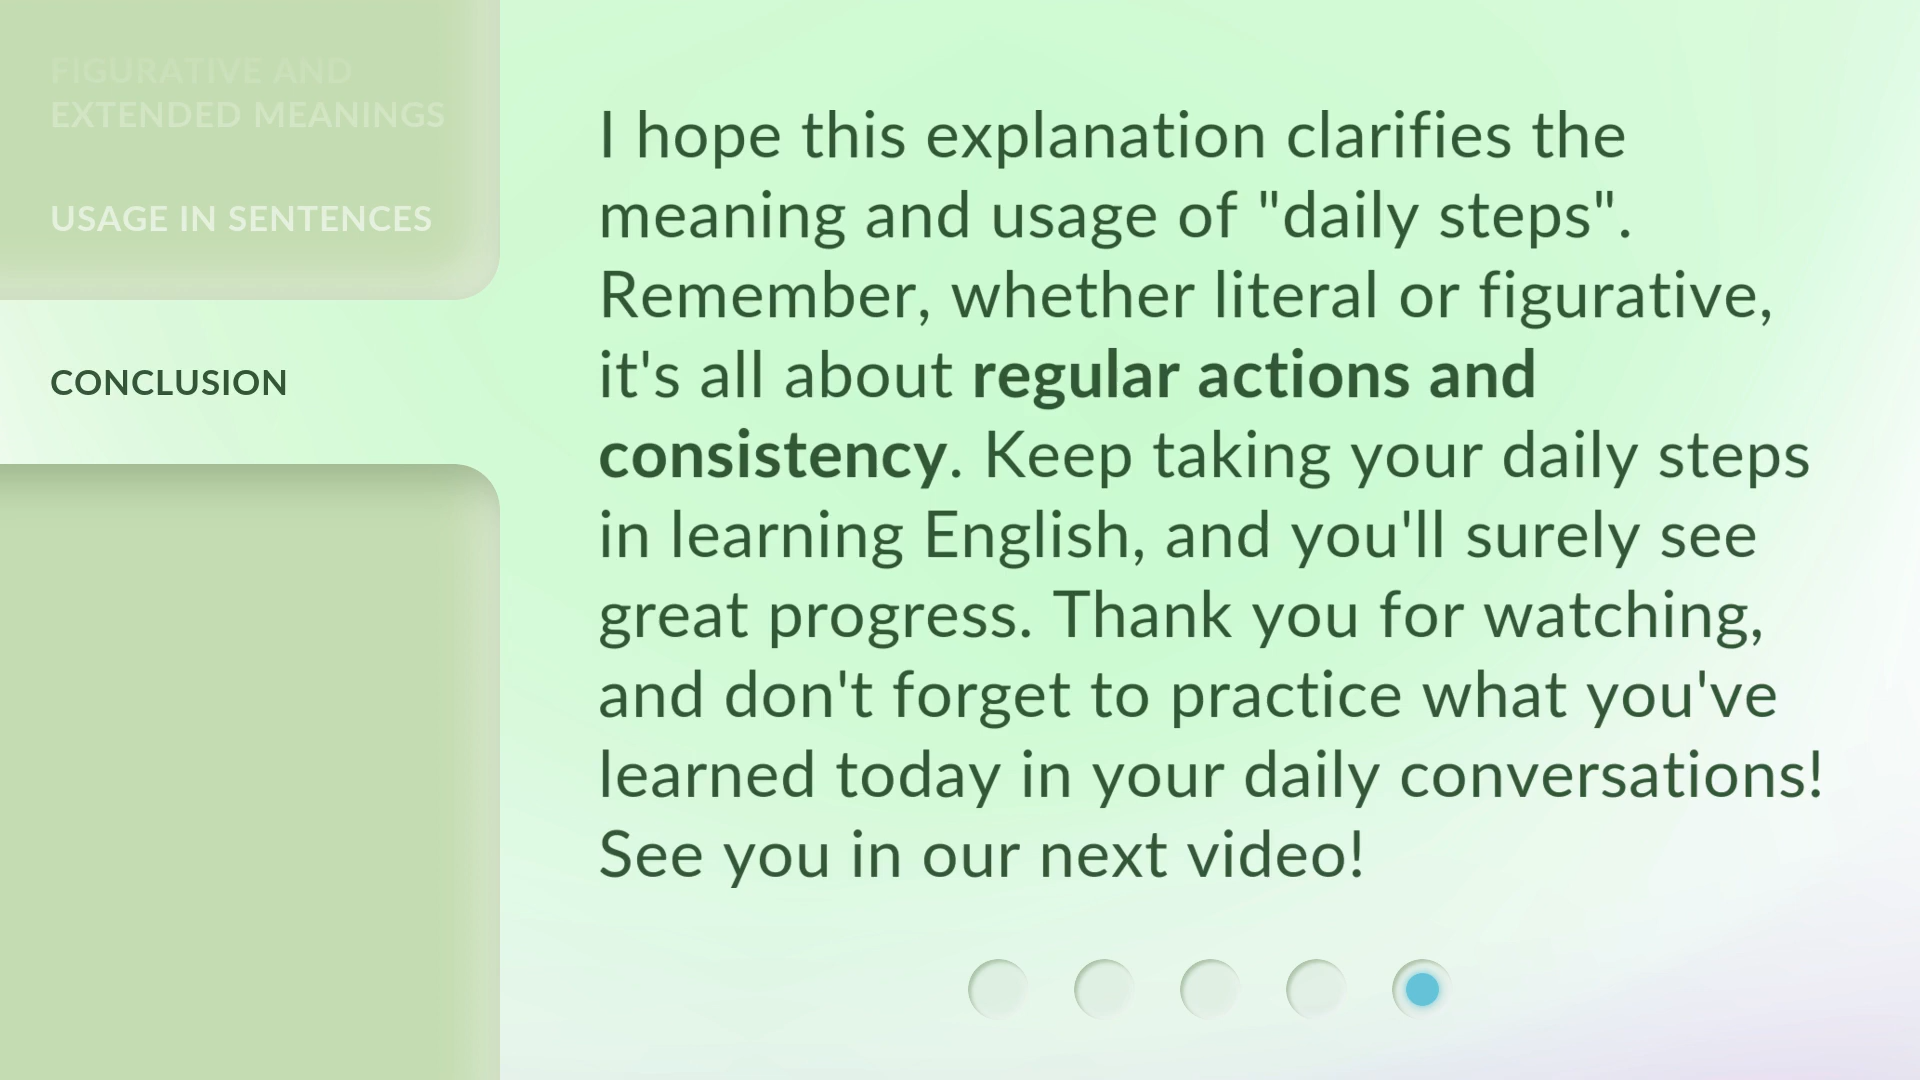 FIGURATIVE AND
EXTENDED MEANINGS
USAGE IN SENTENCES
CONCLUSION
I hope this explanation clarifies the
meaning and usage of "daily steps".
Remember, whether literal or figurative,
it's all about regular actions and
consistency. Keep taking your daily steps
in learning English, and you'll surely see
great progress. Thank you for watching,
and don't forget to practice what you've
learned today in your daily conversations!
See you in our next video!